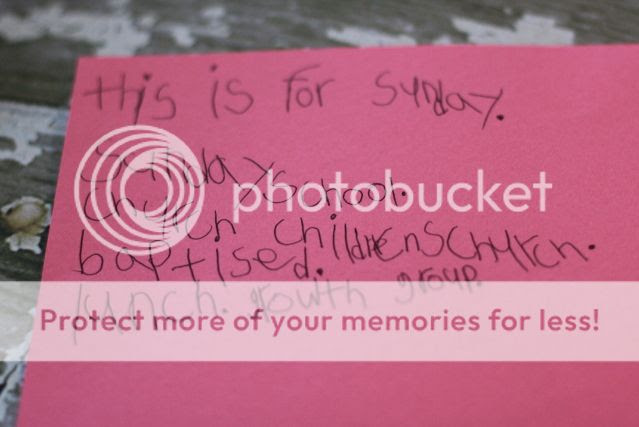 This is for Sunday.
Sunday School.
Church Childrens Church.
baptised.
lunch. growth group.
photobucket
Protect more of your memories for less!